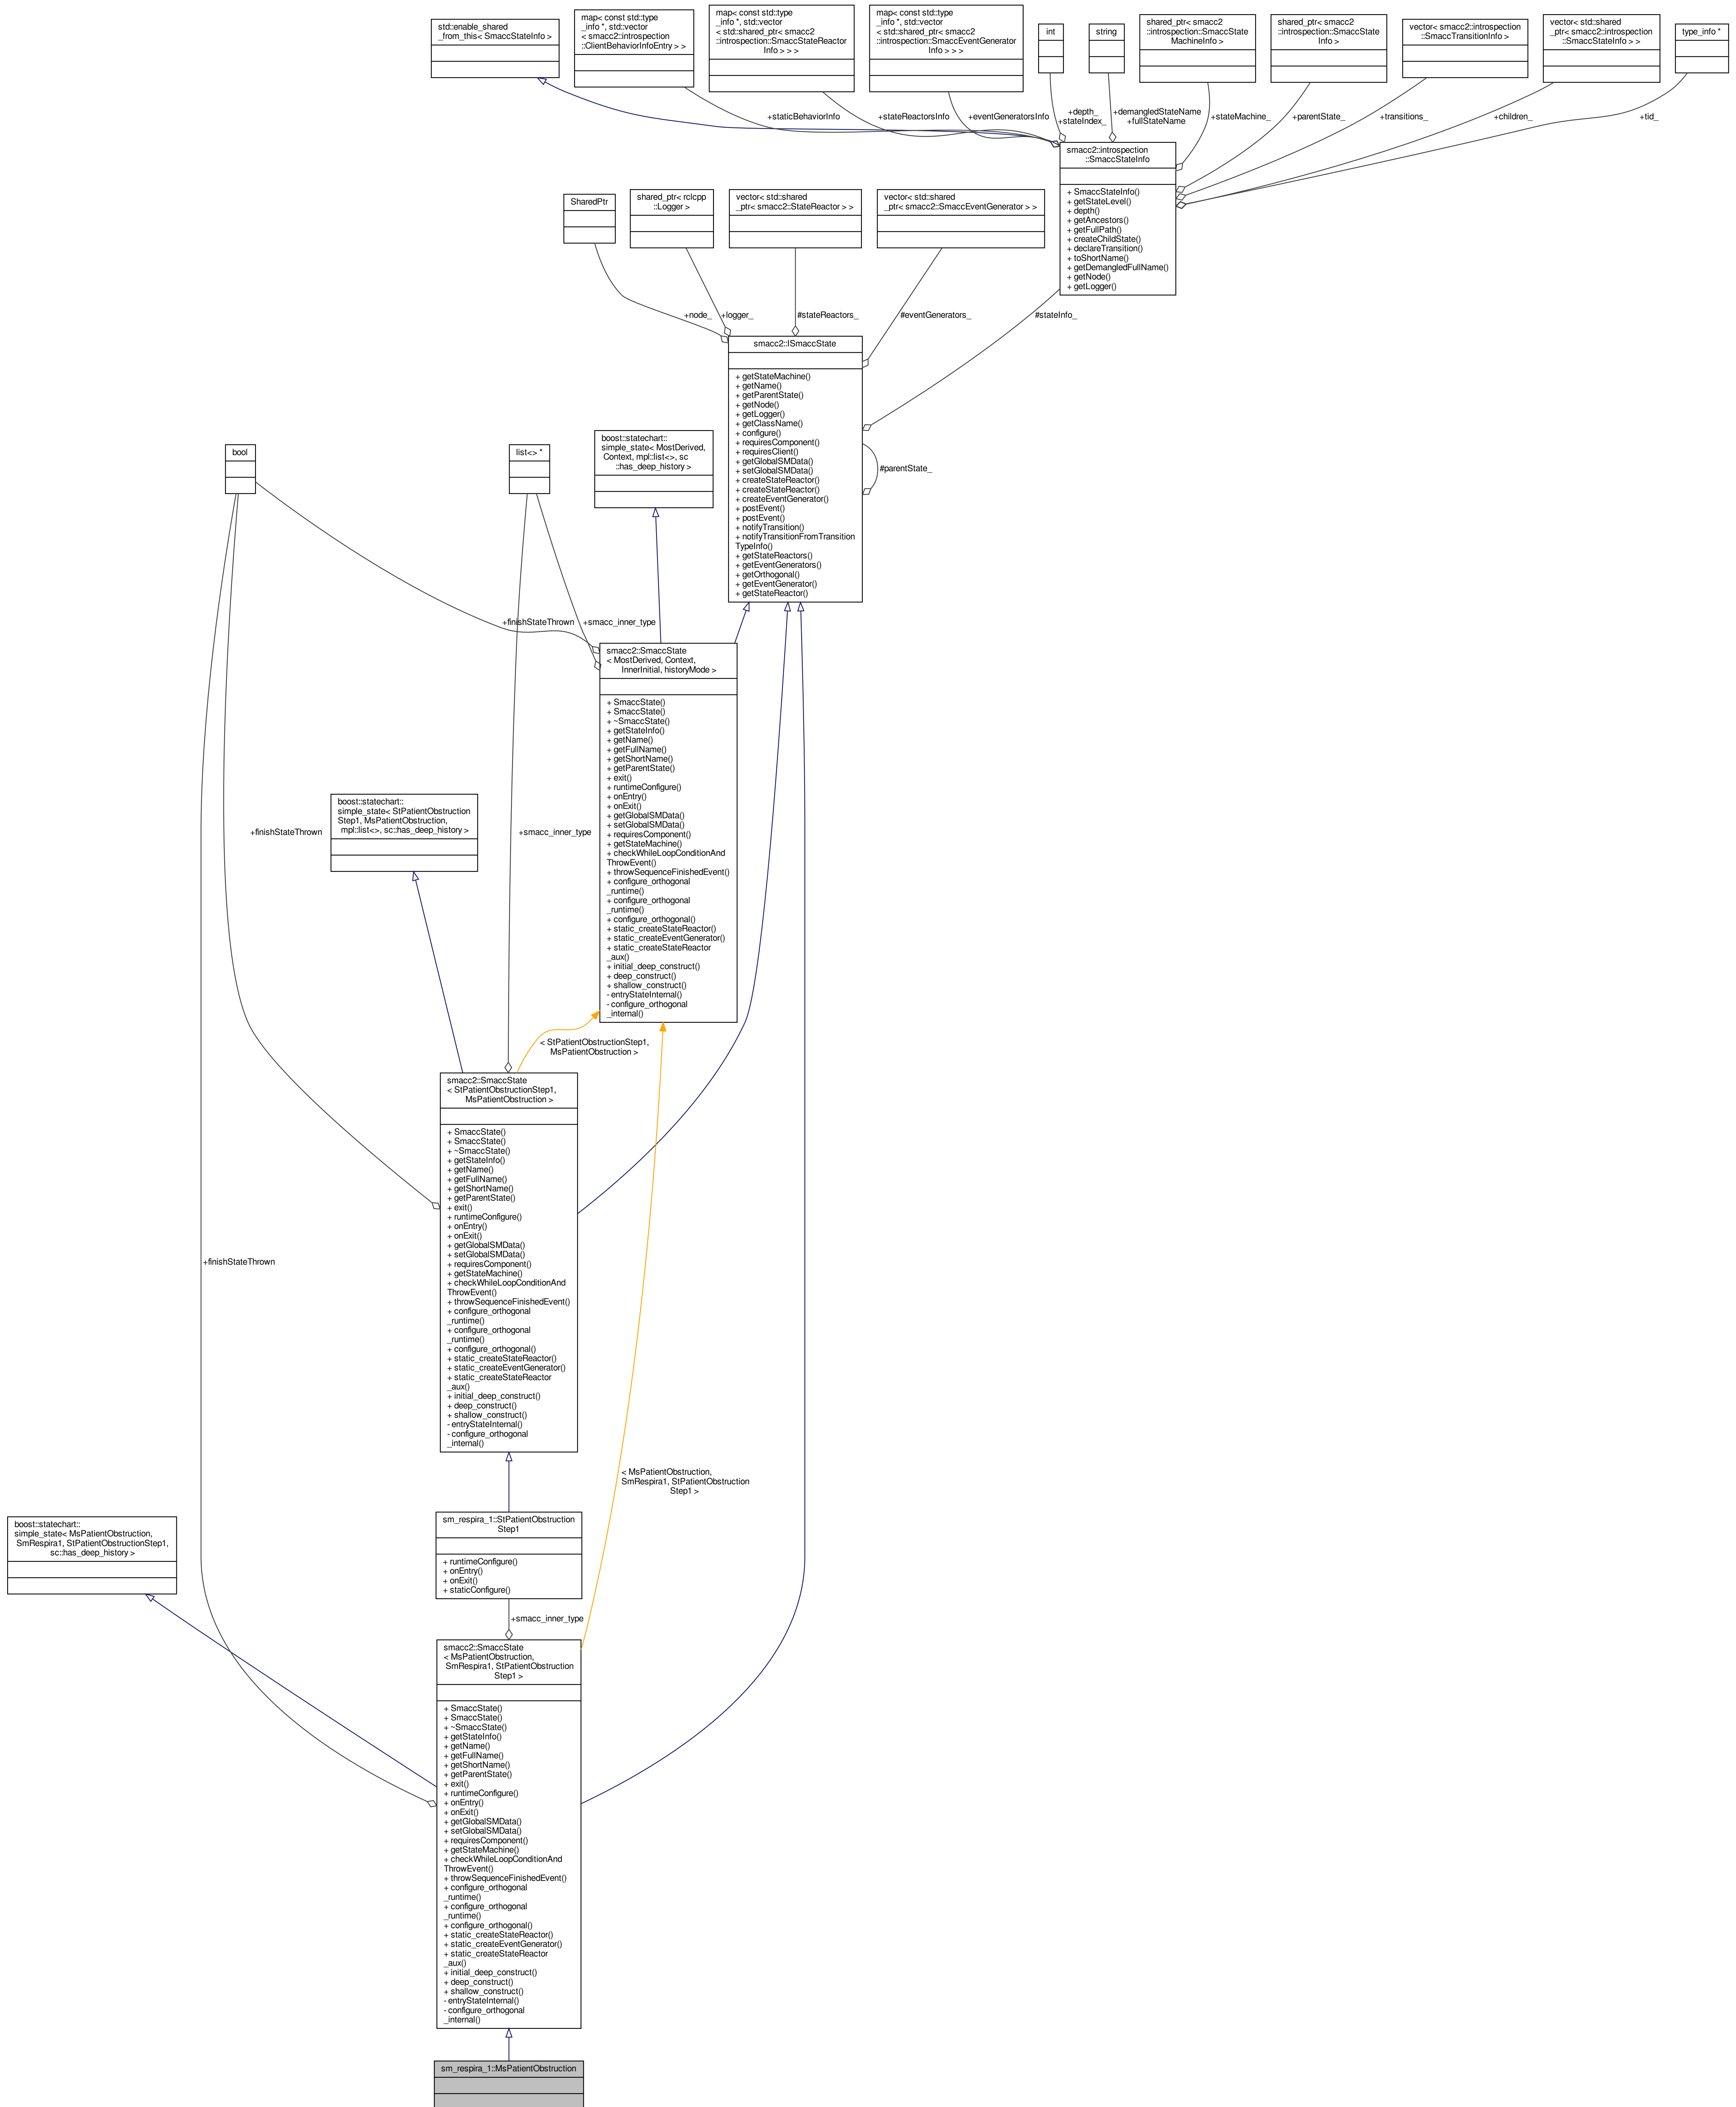 std::enable_shared
_from_this< SmaccStateInfo >
map< const std::type
_info *, std::vector
< smacc2::introspection
::ClientBehaviorInfoEntry > >
map< const std::type
_info *, std::vector
< std::shared_ptr< smacc2
::introspection::SmaccStateReactor
Info > > >
map< const std::type
_info *, std::vector
< std::shared_ptr< smacc2
::introspection::SmaccEventGenerator
Info > > >
int
string
shared_ptr< smacc2
::introspection::SmaccState
MachineInfo >
shared_ptr< smacc2
::introspection::SmaccState
Info >
vector< smacc2::introspection
::SmaccTransitionInfo >
vector< std::shared
_ptr< smacc2::introspection
::SmaccStateInfo > >
type_info *
+staticBehaviorInfo
+stateReactorsInfo
+eventGeneratorsInfo
+depth_
+stateIndex_
+demangledStateName
+fullStateName
+stateMachine_
+parentState_
+transitions_
+children_
+tid_
smacc2::introspection
::SmaccStateInfo
+ SmaccStateInfo()
+ getStateLevel()
+ depth()
+ getAncestors()
+ getFullPath()
+ createChildState()
+ declareTransition()
+ toShortName()
+ getDemangledFullName()
+ getNode()
+ getLogger()
SharedPtr
shared_ptr< rclcpp
::Logger >
vector< std::shared
_ptr< smacc2::StateReactor > >
vector< std::shared
_ptr< smacc2::SmaccEventGenerator > >
+node_
+logger_
#stateReactors_
#eventGenerators_
#stateInfo_
smacc2::ISmaccState
+ getStateMachine()
+ getName()
+ getParentState()
+ getNode()
+ getLogger()
+ getClassName()
+ configure()
+ requiresComponent()
+ requiresClient()
+ getGlobalSMData()
+ setGlobalSMData()
+ createStateReactor()
+ createStateReactor()
+ createEventGenerator()
+ postEvent()
+ postEvent()
+ notifyTransition()
+ notifyTransitionFromTransition
TypeInfo()
+ getStateReactors()
+ getEventGenerators()
+ getOrthogonal()
+ getEventGenerator()
+ getStateReactor()
#parentState_
bool
list<> *
boost::statechart::
simple_state< MostDerived,
Context, mpl::list<>, sc
::has_deep_history >
+finishStateThrown
+smacc_inner_type
smacc2::SmaccState
< MostDerived, Context,
InnerInitial, historyMode >
+ SmaccState()
+ SmaccState()
+ ~SmaccState()
+ getStateInfo()
+ getName()
+ getFullName()
+ getShortName()
+ getParentState()
+ exit()
+ runtimeConfigure()
+ onEntry()
+ onExit()
+ getGlobalSMData()
+ setGlobalSMData()
+ requiresComponent()
+ getStateMachine()
+ checkWhileLoopConditionAnd
ThrowEvent()
+ throwSequenceFinishedEvent()
+ configure_orthogonal
_runtime()
+ configure_orthogonal
_runtime()
+ configure_orthogonal()
+ static_createStateReactor()
+ static_createEventGenerator()
+ static_createStateReactor
_aux()
+ initial_deep_construct()
+ deep_construct()
+ shallow_construct()
- entryStateInternal()
- configure_orthogonal
_internal()
boost::statechart::
simple_state< StPatientObstruction
Step1, MsPatientObstruction,
mpl::list<>, sc::has_deep_history >
+finishStateThrown
+smacc_inner_type
< StPatientObstructionStep1,
MsPatientObstruction >
smacc2::SmaccState
< StPatientObstructionStep1,
MsPatientObstruction >
+ SmaccState()
+ SmaccState()
+ ~SmaccState()
+ getStateInfo()
+ getName()
+ getFullName()
+ getShortName()
+ getParentState()
+ exit()
+ runtimeConfigure()
+ onEntry()
+ onExit()
+ getGlobalSMData()
+ setGlobalSMData()
+ requiresComponent()
+ getStateMachine()
+ checkWhileLoopConditionAnd
ThrowEvent()
+ throwSequenceFinishedEvent()
+ configure_orthogonal
_runtime()
+ configure_orthogonal
_runtime()
+ configure_orthogonal()
+ static_createStateReactor()
+ static_createEventGenerator()
+ static_createStateReactor
_aux()
+ initial_deep_construct()
+ deep_construct()
+ shallow_construct()
- entryStateInternal()
- configure_orthogonal
_internal()
+finishStateThrown
< MsPatientObstruction,
SmRespira1, StPatientObstruction
Step1 >
boost::statechart::
simple_state< MsPatientObstruction,
SmRespira1, StPatientObstructionStep1,
sc::has_deep_history >
sm_respira_1::StPatientObstruction
Step1
+ runtimeConfigure()
+ onEntry()
+ onExit()
+ staticConfigure()
+smacc_inner_type
smacc2::SmaccState
< MsPatientObstruction,
SmRespira1, StPatientObstruction
Step1 >
+ SmaccState()
+ SmaccState()
+ ~SmaccState()
+ getStateInfo()
+ getName()
+ getFullName()
+ getShortName()
+ getParentState()
+ exit()
+ runtimeConfigure()
+ onEntry()
+ onExit()
+ getGlobalSMData()
+ setGlobalSMData()
+ requiresComponent()
+ getStateMachine()
+ checkWhileLoopConditionAnd
ThrowEvent()
+ throwSequenceFinishedEvent()
+ configure_orthogonal
_runtime()
+ configure_orthogonal
_runtime()
+ configure_orthogonal()
+ static_createStateReactor()
+ static_createEventGenerator()
+ static_createStateReactor
_aux()
+ initial_deep_construct()
+ deep_construct()
+ shallow_construct()
- entryStateInternal()
- configure_orthogonal
_internal()
sm_respira_1::MsPatientObstruction